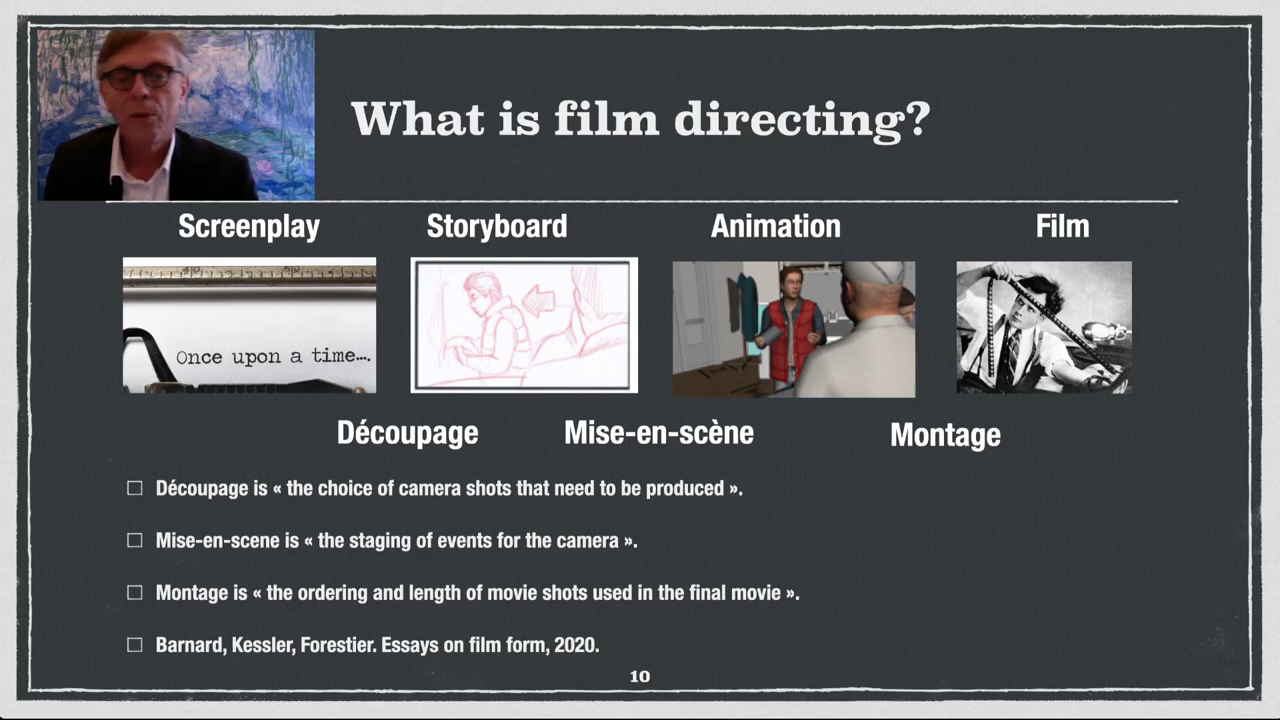 What is film directing?
Screenplay
Storyboard
Animation
Film
Once upon a time....
Découpage
Mise-en-scène
Montage
Découpage is « the choice of camera shots that need to be produced ».
Mise-en-scene is « the staging of events for the camera ».
Montage is « the ordering and length of movie shots used in the final movie ».
Barnard, Kessler, Forestier. Essays on film form, 2020.
10